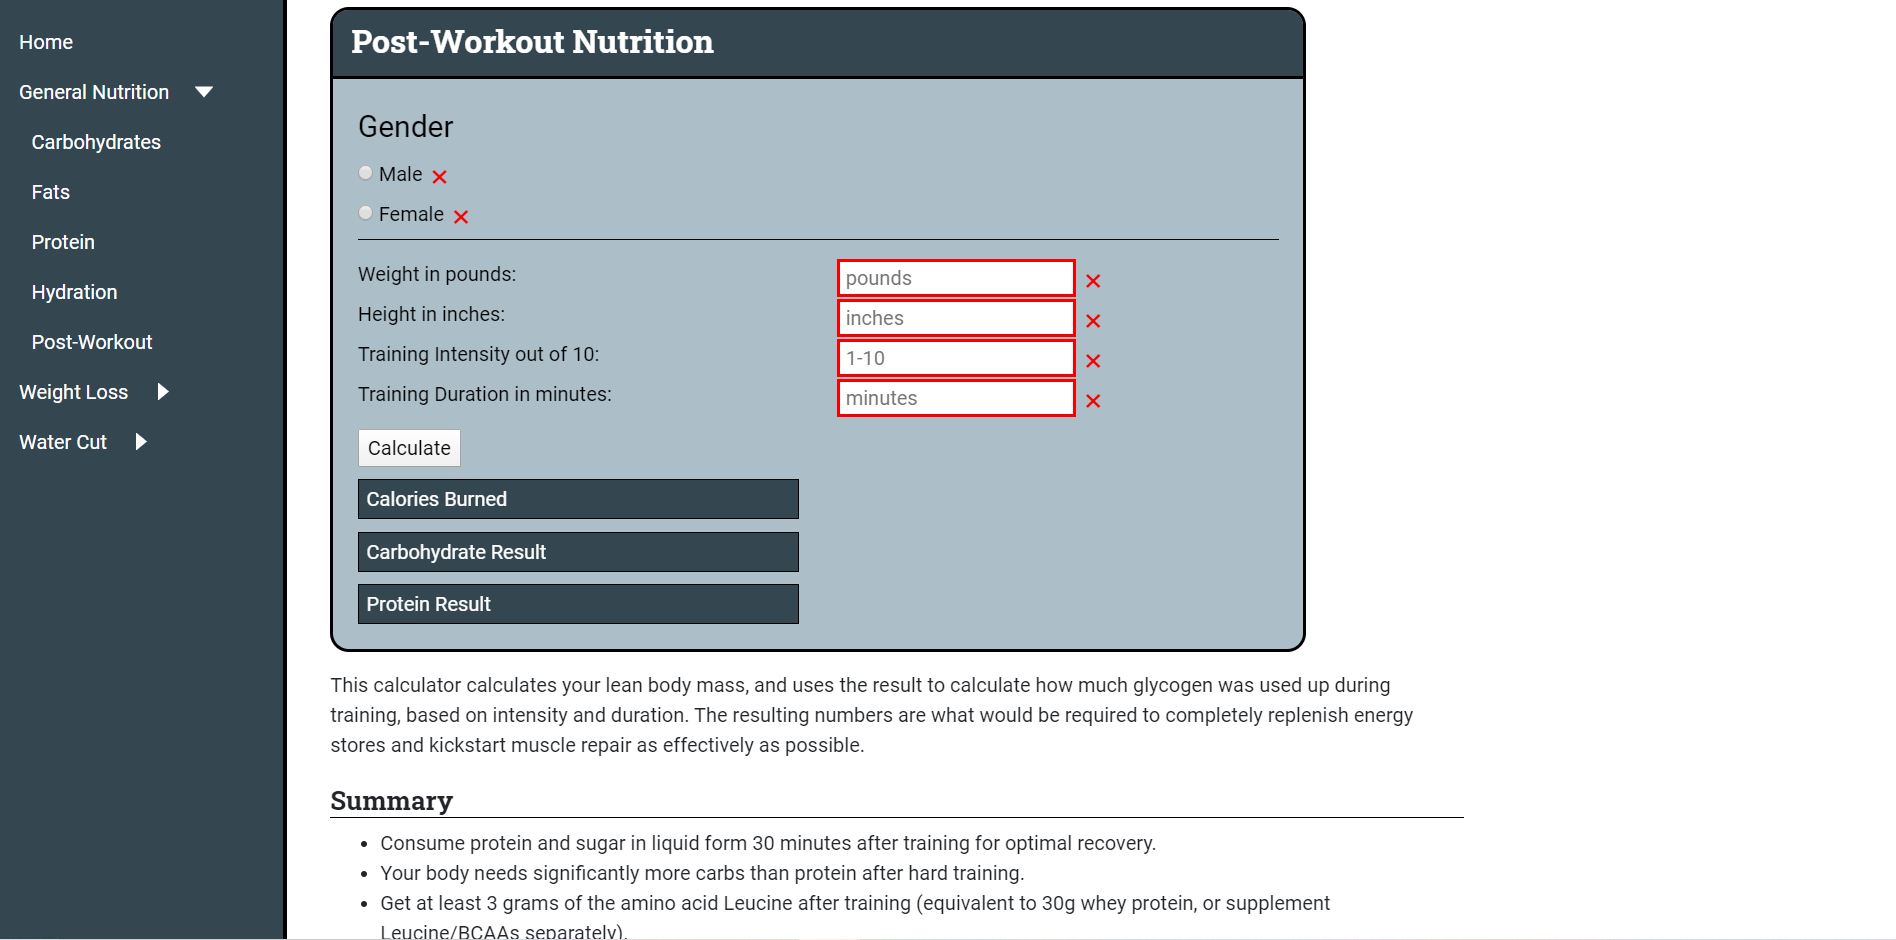 Home
General Nutrition
Carbohydrates
Fats
Protein
Hydration
Post-Workout
Weight Loss
Water Cut
Post-Workout Nutrition
Gender
Male
Female
Weight in pounds:
pounds
Height in inches:
inches
Training Intensity out of 10:
1-10
Training Duration in minutes:
minutes
Calculate
Calories Burned
Carbohydrate Result
Protein Result
This calculator calculates your lean body mass, and uses the result to calculate how much glycogen was used up during
training, based on intensity and duration. The resulting numbers are what would be required to completely replenish energy
stores and kickstart muscle repair as effectively as possible.
Summary
• Consume protein and sugar in liquid form 30 minutes after training for optimal recovery.
• Your body needs significantly more carbs than protein after hard training.
• Get at least 3 grams of the amino acid Leucine after training (equivalent to 30g whey protein, or supplement
Leucine/BCAAs separately).